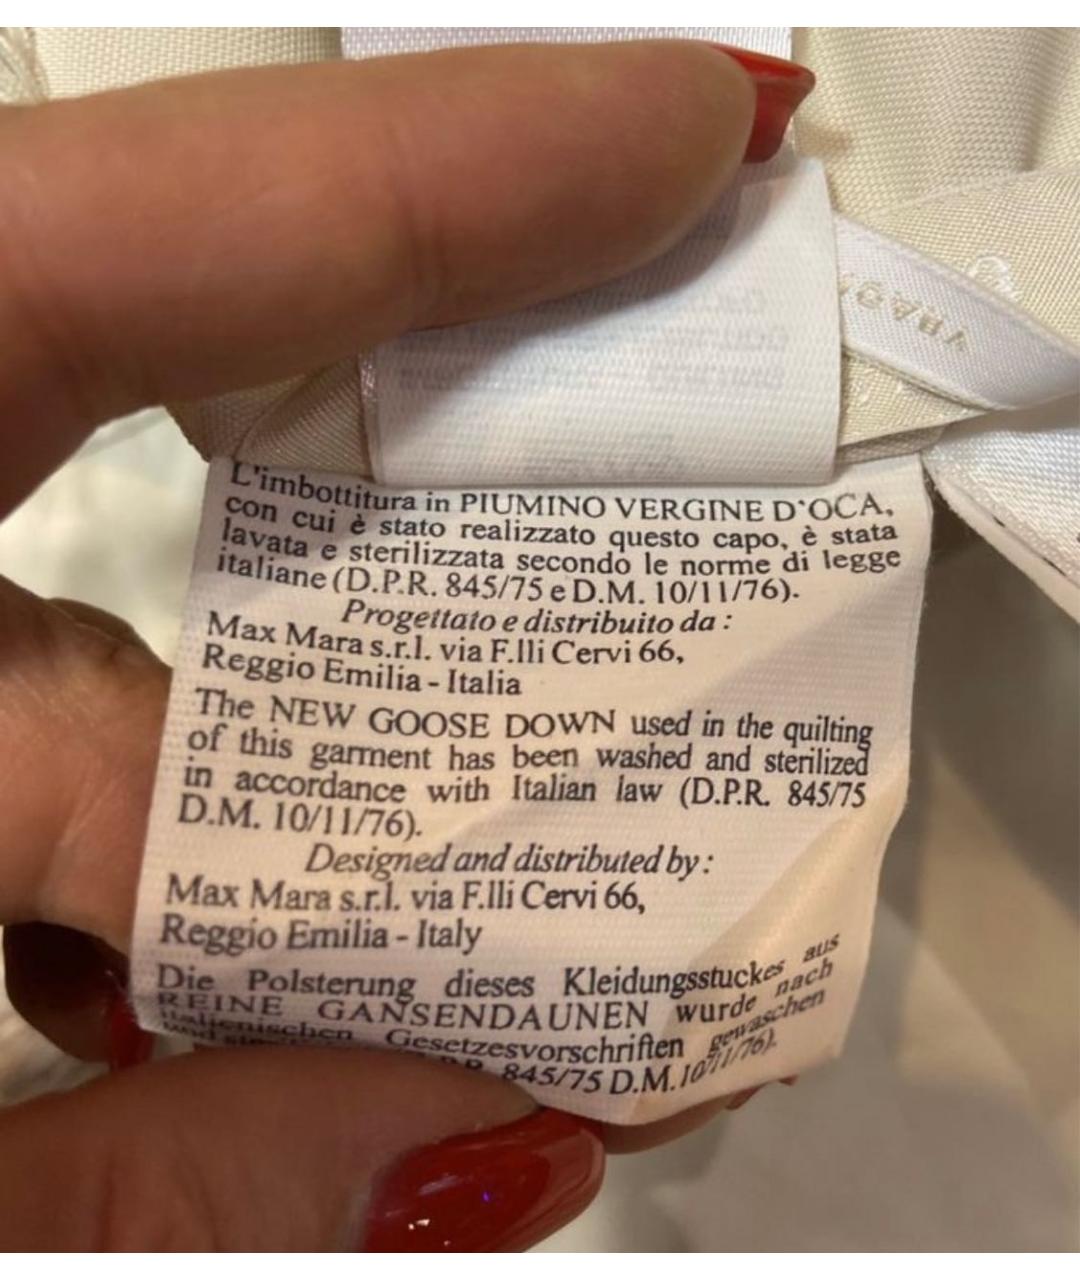 L'imbottitura in PIUMINO VERGINE D'OCA,
con cui è stato realizzato questo capo, è stata
lavata e sterilizzata secondo le norme di legge
italiane (D.P.R. 845/75 e D.M. 10/11/76).
Progettato e distribuito da :
Max Mara s.r.l. via F.lli Cervi 66,
Reggio Emilia - Italia
The NEW GOOSE DOWN used in the quilting
of this garment has been washed and sterilized
in accordance with Italian law (D.P.R. 845/75
D.M. 10/11/76).
Designed and distributed by :
Max Mara s.r.l. via F.lli Cervi 66,
Reggio Emilia - Italy
Die Polsterung dieses Kleidungsstuckes aus
REINE GANSENDAUNEN wurde nach
italienischen Gesetzesvorschriften gewaschen
und 845/75 D.M. 10/11/76).